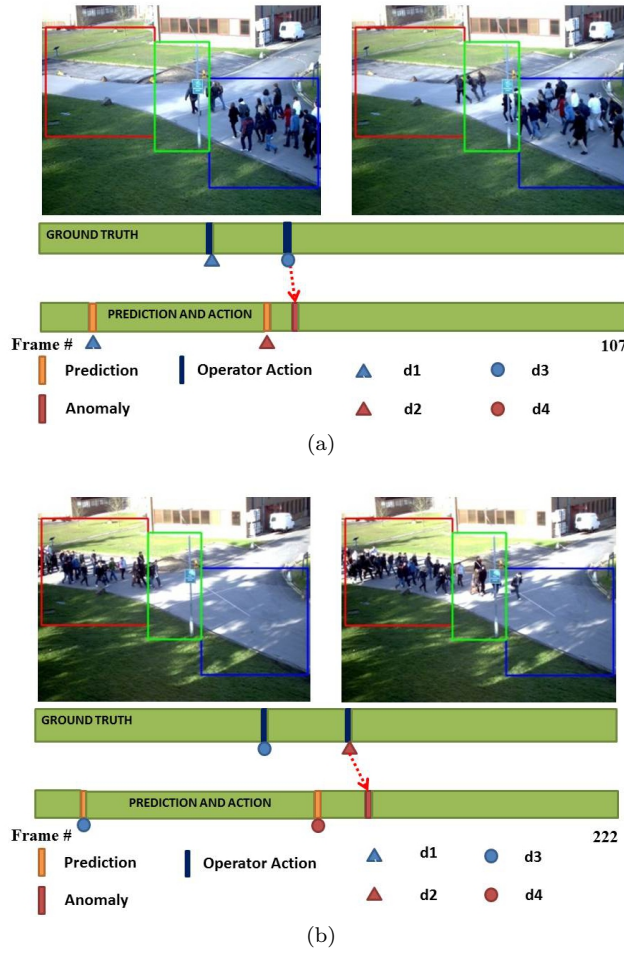 GROUND TRUTH
PREDICTION AND ACTION
Frame # 107
Prediction Operator Action d1 d3
Anomaly d2 d4
(a)
GROUND TRUTH
PREDICTION AND ACTION
Frame # 222
Prediction Operator Action d1 d3
Anomaly d2 d4
(b)